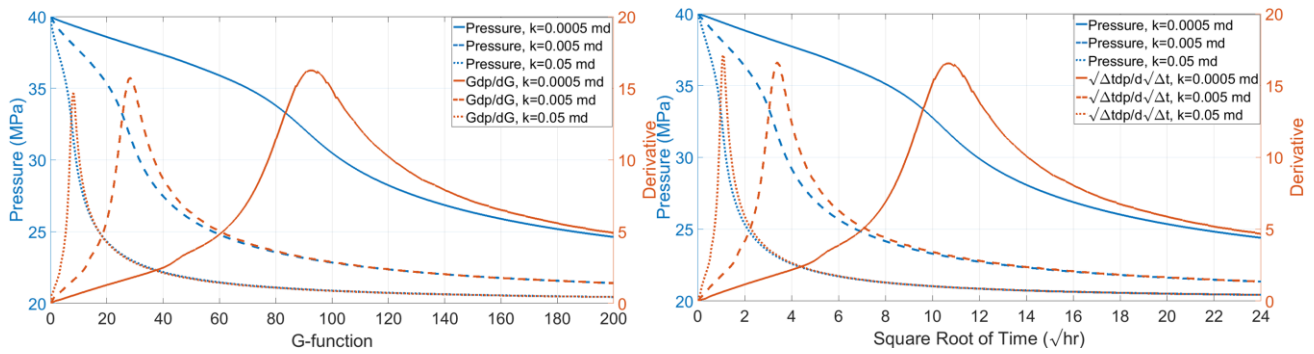 40
35
30
25
20
Pressure (MPa)
20
15
10
5
0
Derivative
Pressure, k=0.0005 md
Pressure, k=0.005 md
Pressure, k=0.05 md
Gdp/dG, k=0.0005 md
Gdp/dG, k=0.005 md
Gdp/dG, k=0.05 md
0 20 40 60 80 100 120 140 160 180 200
G-function
40
35
30
25
20
Pressure (MPa)
20
15
10
5
0
Derivative
Pressure, k=0.0005 md
Pressure, k=0.005 md
Pressure, k=0.05 md
√Δtdp/d√Δt, k=0.0005 md
√Δtdp/d√Δt, k=0.005 md
√Δtdp/d√Δt, k=0.05 md
0 2 4 6 8 10 12 14 16 18 20 22 24
Square Root of Time (√hr)